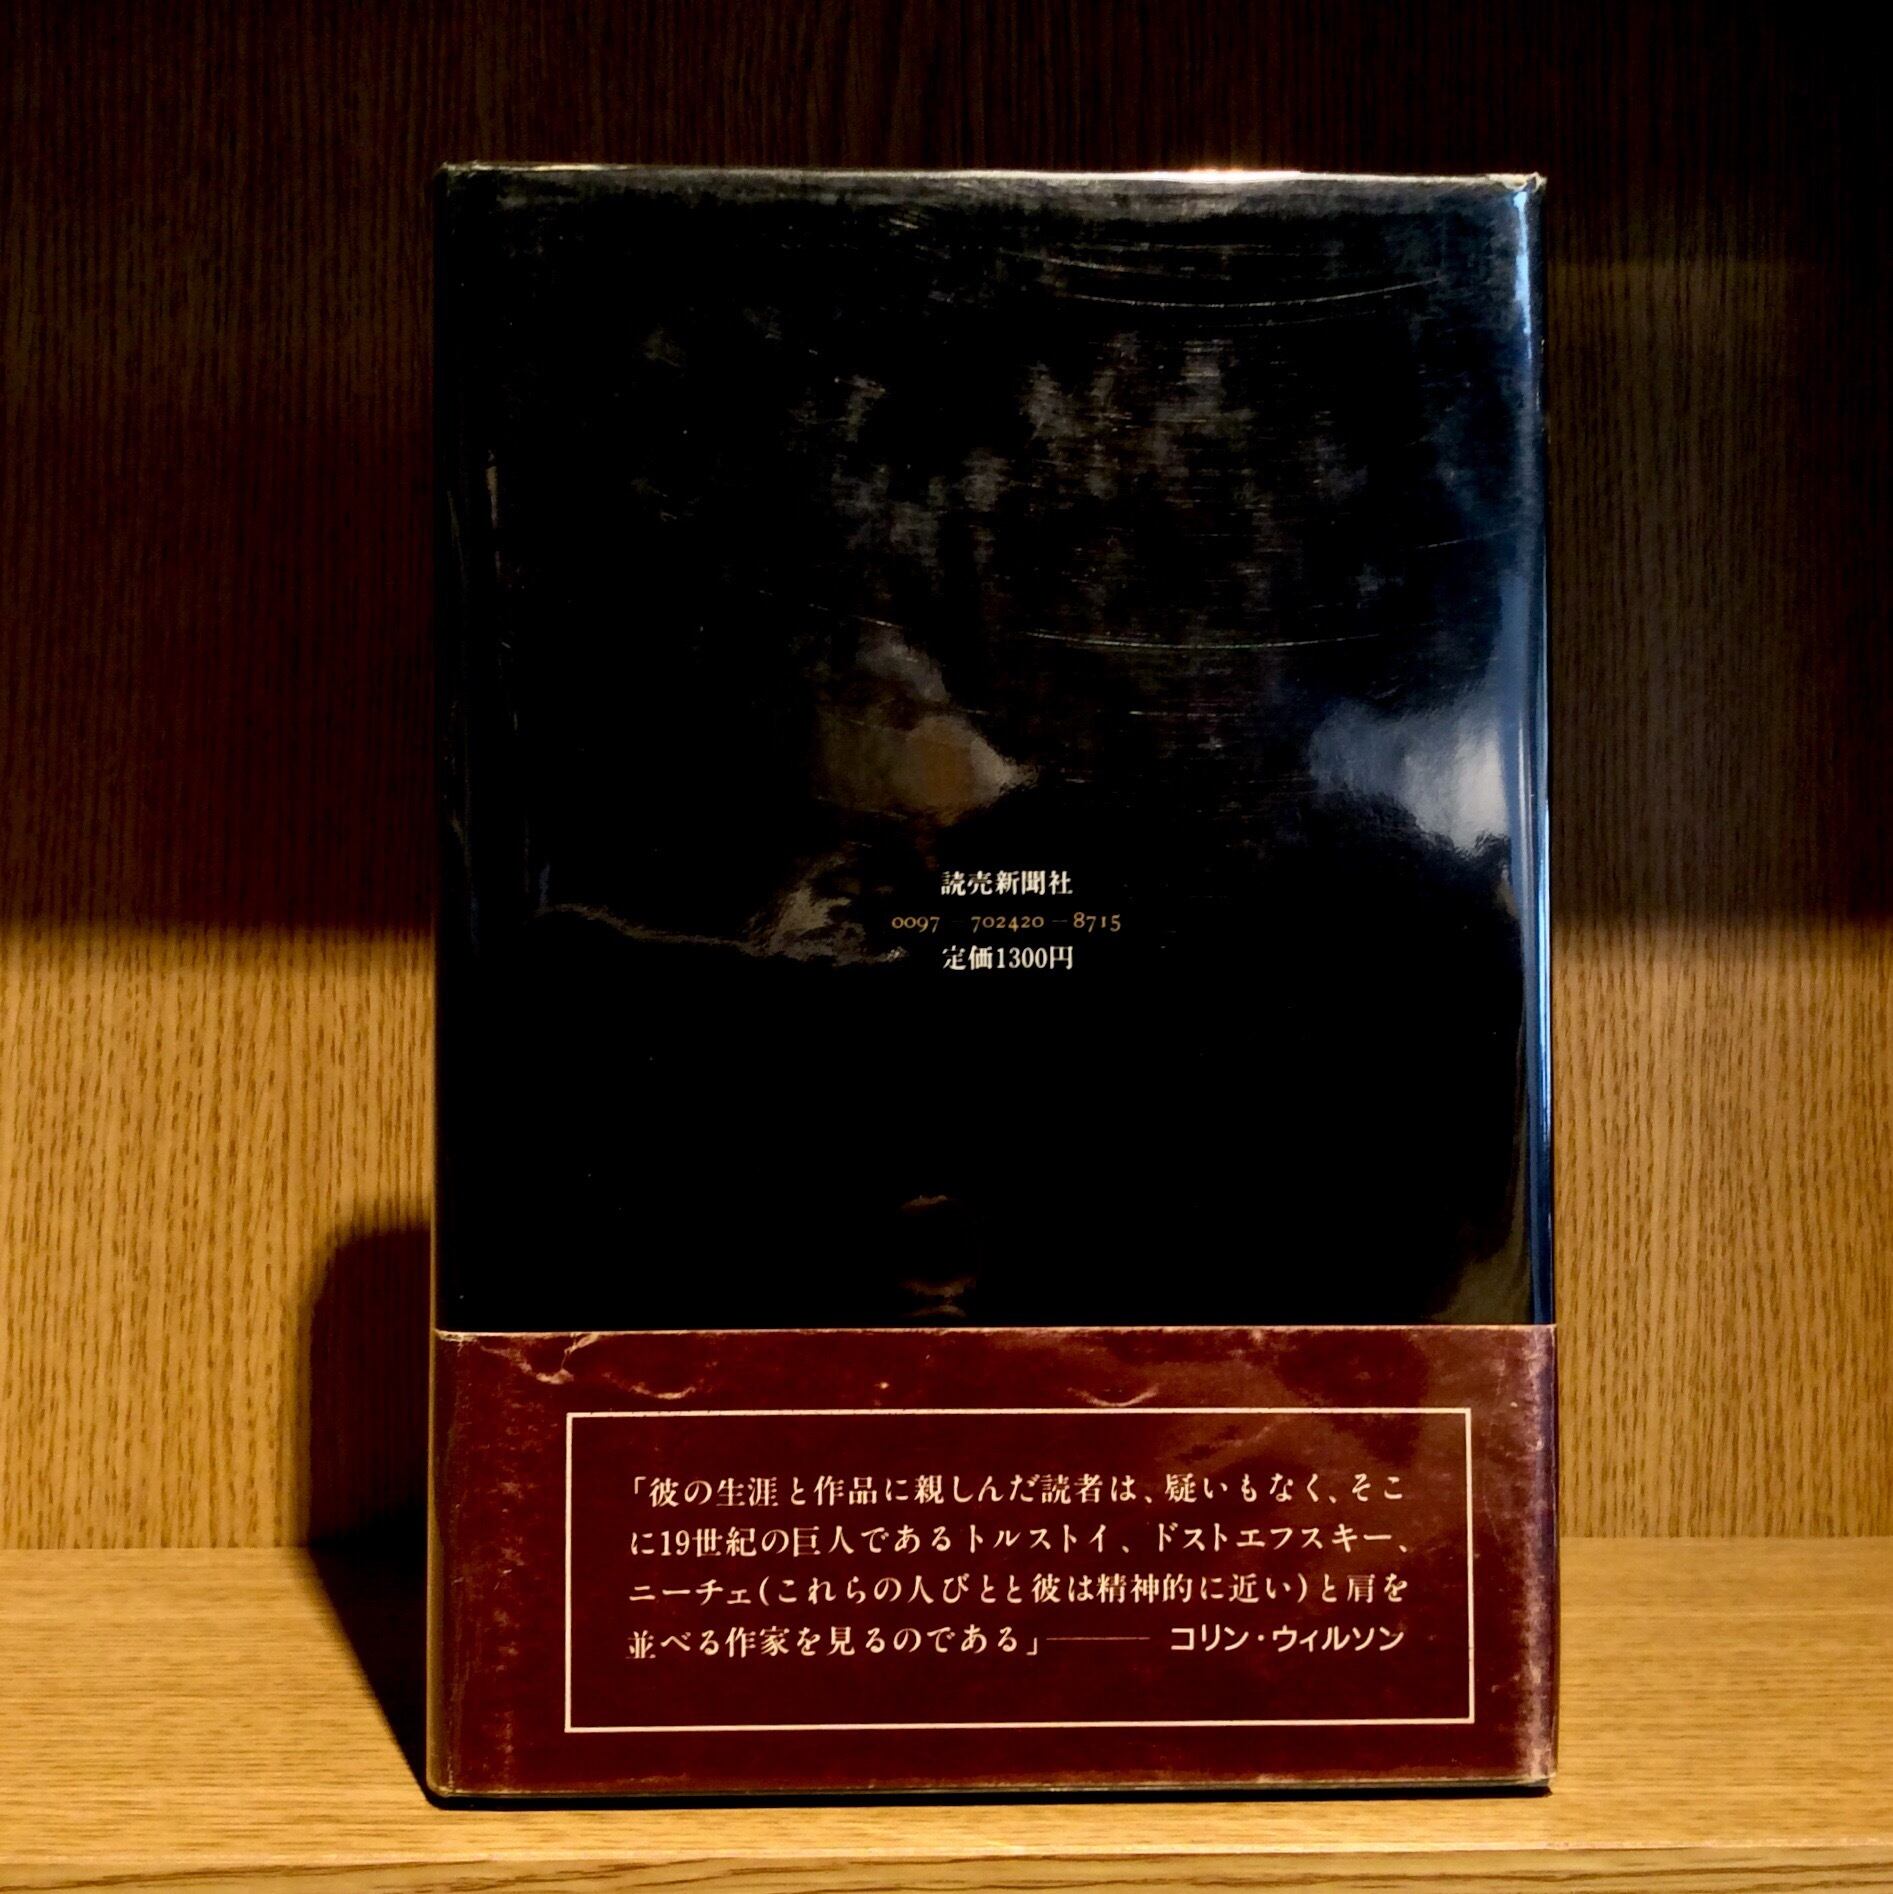 読売新聞社
0097－702420－8715
定価1300円
「彼の生涯と作品に親しんだ読者は、疑いもなく、そこ
に19世紀の巨人であるトルストイ、ドストエフスキー、
ニーチェ(これらの人びとと彼は精神的に近い)と肩を
並べる作家を見るのである」――― コリン・ウィルソン